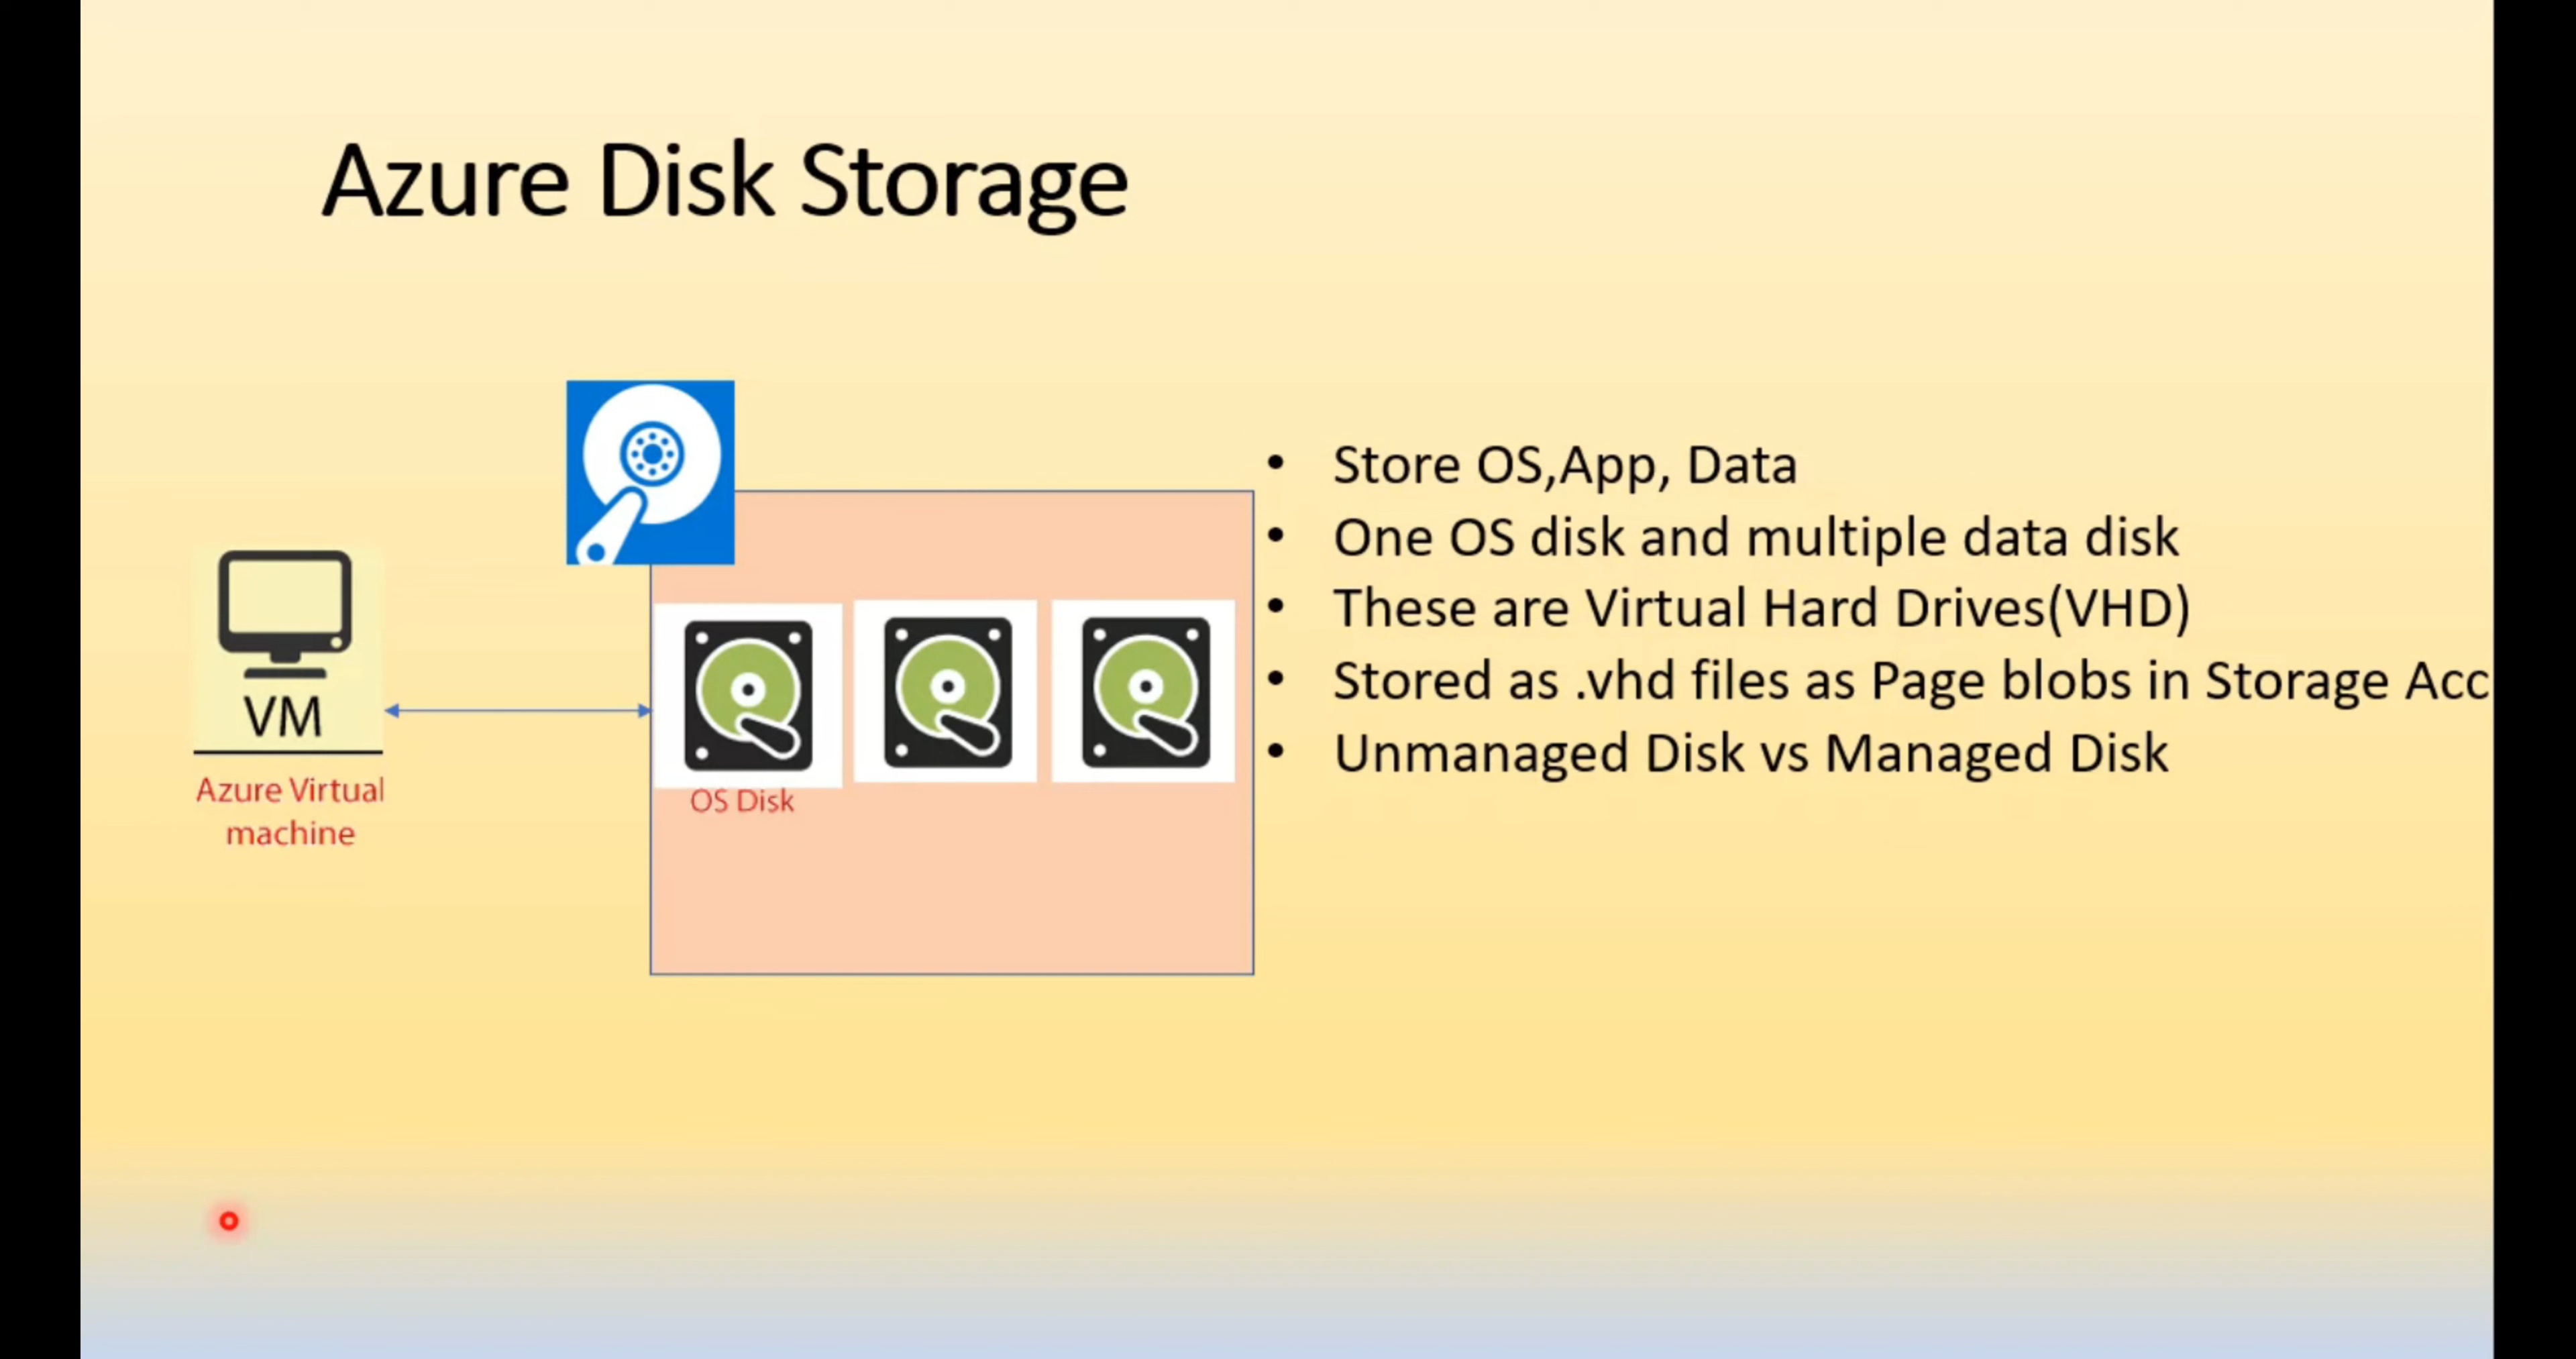 Azure Disk Storage
VM
Azure Virtual
machine
OS Disk
• Store OS,App, Data
• One OS disk and multiple data disk
• These are Virtual Hard Drives(VHD)
• Stored as .vhd files as Page blobs in Storage Acc
• Unmanaged Disk vs Managed Disk